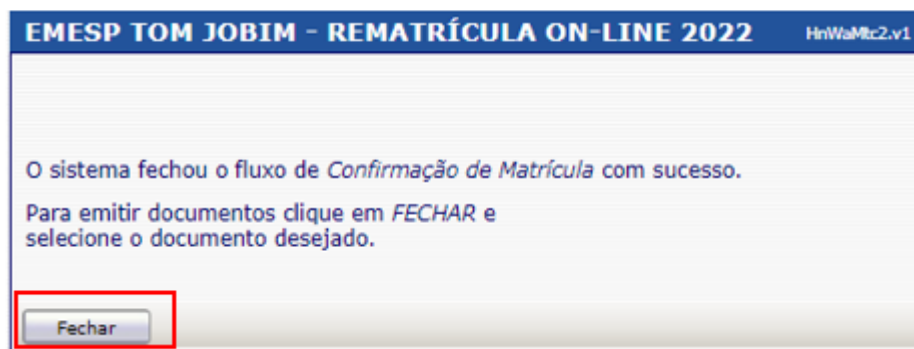 EMESP TOM JOBIM - REMATRÍCULA ON-LINE 2022 HnWaMtc2.v1
O sistema fechou o fluxo de Confirmação de Matrícula com sucesso.
Para emitir documentos clique em FECHAR e
selecione o documento desejado.
Fechar